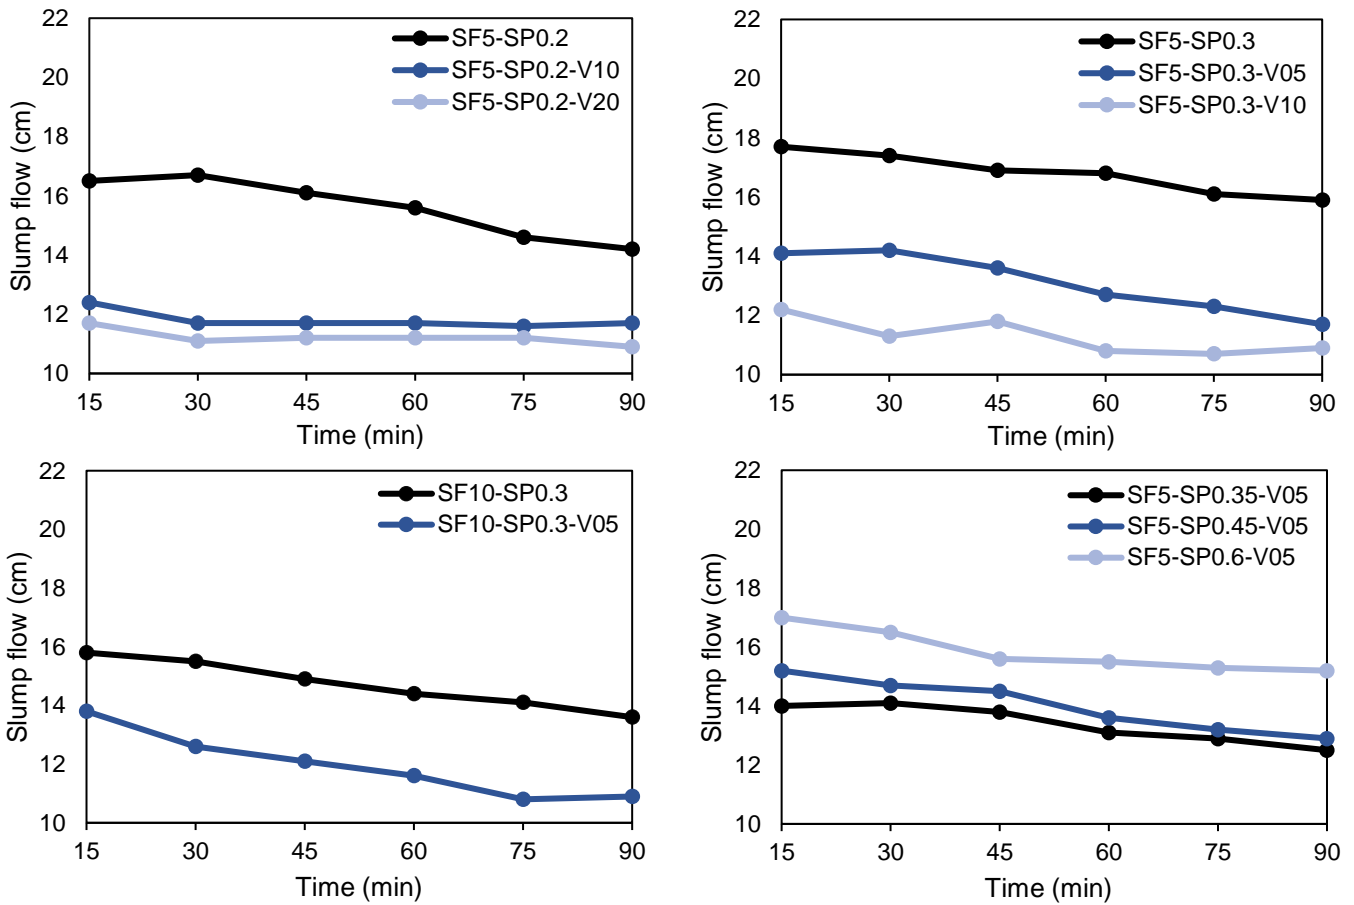 22
20
18
16
14
12
10
Slump flow (cm)
SF5-SP0.2
SF5-SP0.2-V10
SF5-SP0.2-V20
15 30 45 60 75 90
Time (min)
22
20
18
16
14
12
10
Slump flow (cm)
SF5-SP0.3
SF5-SP0.3-V05
SF5-SP0.3-V10
15 30 45 60 75 90
Time (min)
22
20
18
16
14
12
10
Slump flow (cm)
SF10-SP0.3
SF10-SP0.3-V05
15 30 45 60 75 90
Time (min)
22
20
18
16
14
12
10
Slump flow (cm)
SF5-SP0.35-V05
SF5-SP0.45-V05
SF5-SP0.6-V05
15 30 45 60 75 90
Time (min)